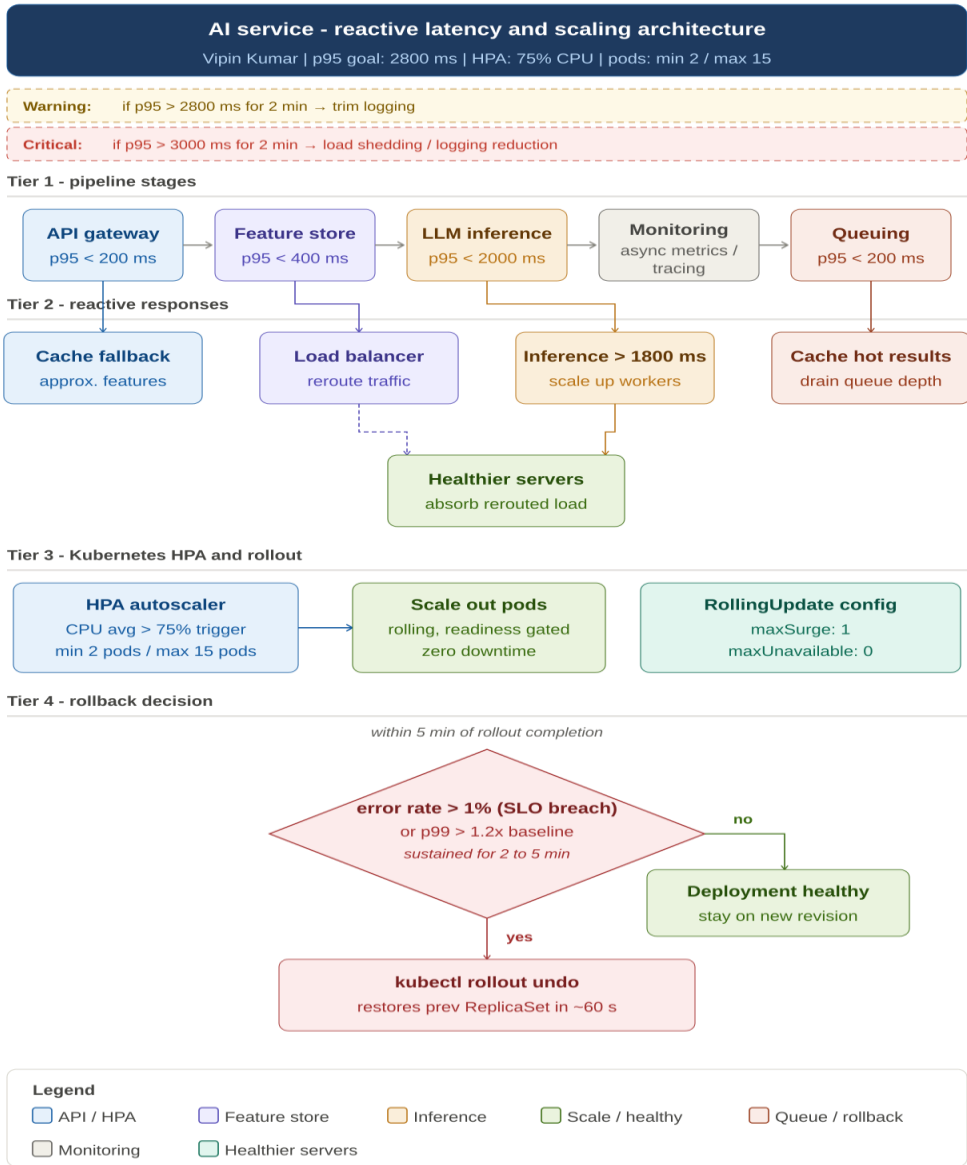 AI service - reactive latency and scaling architecture
Vipin Kumar | p95 goal: 2800 ms | HPA: 75% CPU | pods: min 2 / max 15
Warning: if p95 > 2800 ms for 2 min → trim logging
Critical: if p95 > 3000 ms for 2 min → load shedding / logging reduction
Tier 1 - pipeline stages
API gateway
p95 < 200 ms
Feature store
p95 < 400 ms
LLM inference
p95 < 2000 ms
Monitoring
async metrics /
tracing
Queuing
p95 < 200 ms
Tier 2 - reactive responses
Cache fallback
approx. features
Load balancer
reroute traffic
Inference > 1800 ms
scale up workers
Cache hot results
drain queue depth
Healthier servers
absorb rerouted load
Tier 3 - Kubernetes HPA and rollout
HPA autoscaler
CPU avg > 75% trigger
min 2 pods / max 15 pods
Scale out pods
rolling, readiness gated
zero downtime
RollingUpdate config
maxSurge: 1
maxUnavailable: 0
Tier 4 - rollback decision
within 5 min of rollout completion
error rate > 1% (SLO breach)
or p99 > 1.2x baseline
sustained for 2 to 5 min
no
Deployment healthy
stay on new revision
yes
kubectl rollout undo
restores prev ReplicaSet in ~60 s
Legend
API / HPA
Feature store
Inference
Scale / healthy
Queue / rollback
Monitoring
Healthier servers